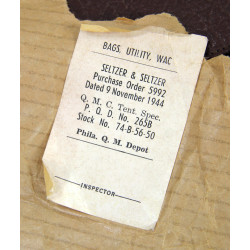 BAGS, UTILITY, WAC
SELTZER & SELTZER
Purchase Order 5992
Dated 9 November 1944
Q. M. C. Tent. Spec.
P. Q. D. No. 265B
Stock No. 74-B-56-50
Phila. Q. M. Depot
INSPECTOR